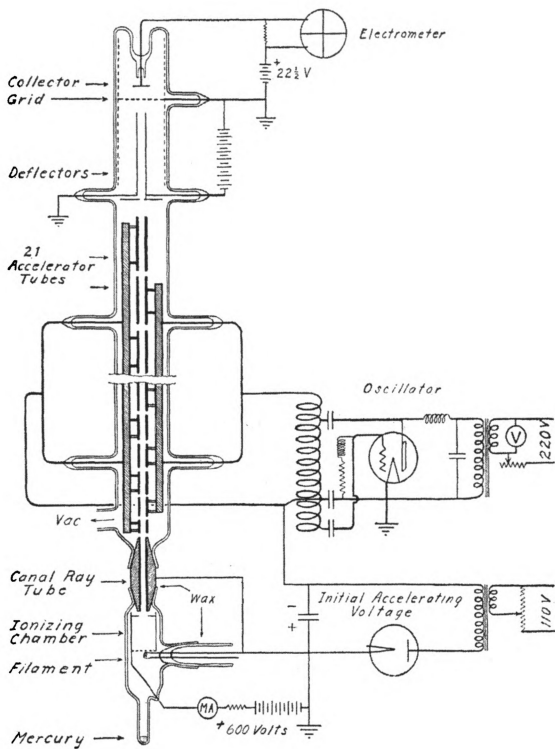 Electrometer
+
22½ V
Collector
Grid
Deflectors
21
Accelerator
Tubes
Oscillator
V
220V
Vac
Canal Ray
Tube
Wax
Initial Accelerating
Voltage
-
+
110V
Ionizing
Chamber
Filament
MA
+600 Volts
Mercury